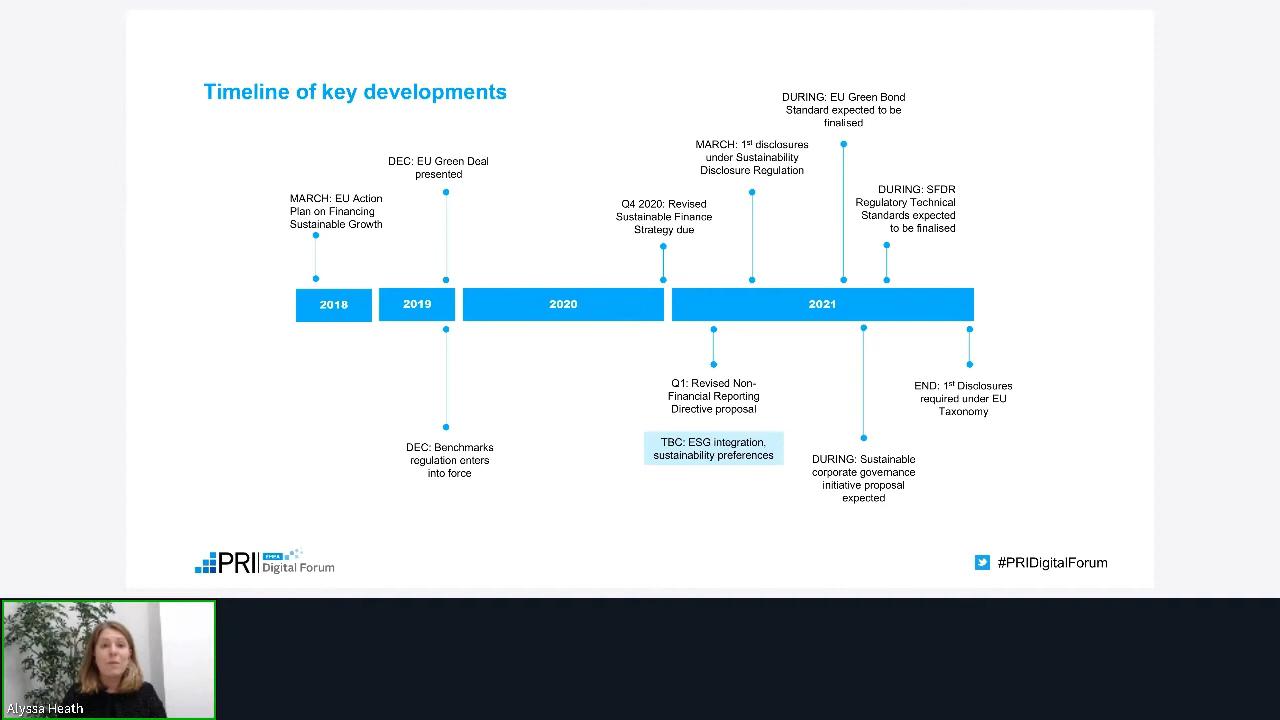 Timeline of key developments
DURING: EU Green Bond
Standard expected to be
finalised
MARCH: 1st disclosures
under Sustainability
Disclosure Regulation
DEC: EU Green Deal
presented
DURING: SFDR
Regulatory Technical
Standards expected
to be finalised
MARCH: EU Action
Plan on Financing
Sustainable Growth
Q4 2020: Revised
Sustainable Finance
Strategy due
2018
2019
2020
2021
Q1: Revised Non-
Financial Reporting
Directive proposal
END: 1st Disclosures
required under EU
Taxonomy
TBC: ESG integration,
sustainability preferences
DEC: Benchmarks
regulation enters
into force
DURING: Sustainable
corporate governance
initiative proposal
expected
PRI
EMEA
Digital Forum
#PRIDigitalForum
Alyssa Heath